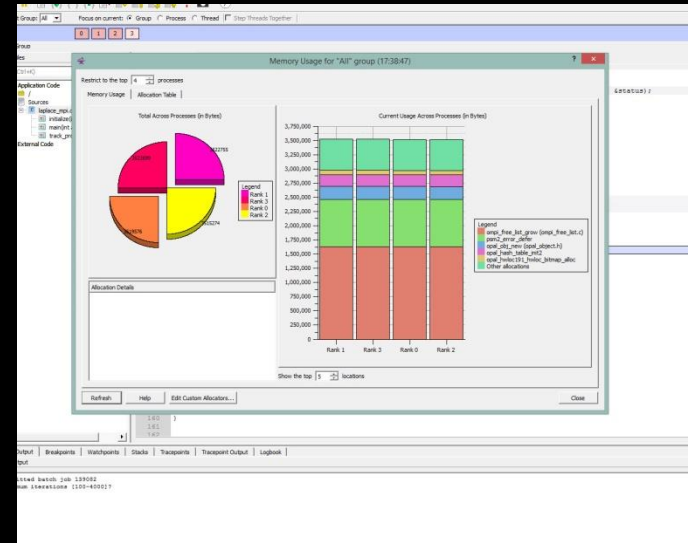 Group: All
Focus on current: Group Process Thread Step Threads Together
0 1 2 3
Memory Usage for "All" group (17:38:47)
? x
Restrict to the top 4 processes
Memory Usage Allocation Table
Application Code
/
Sources
External Code
&status);
Total Across Processes (in Bytes)
Legend
Rank 1
Rank 3
Rank 0
Rank 2
Current Usage Across Processes (in Bytes)
3,750,000
3,500,000
3,250,000
3,000,000
2,750,000
2,500,000
2,250,000
2,000,000
1,750,000
1,500,000
1,250,000
1,000,000
750,000
500,000
250,000
0
Rank 1 Rank 3 Rank 0 Rank 2
Legend
ompi_free_list_grow (ompi_free_list.c)
psm2_error_defer
opal_obj_new (opal_object.h)
opal_hash_table_init2
opal_hwloc191_hwloc_bitmap_alloc
Other allocations
Allocation Details
Show the top 5 locations
Refresh Help Edit Custom Allocators... Close
160 }
161
162
Output Breakpoints Watchpoints Stacks Tracepoints Tracepoint Output Logbook
itted batch job 139082
mum iterations [100-4000]?